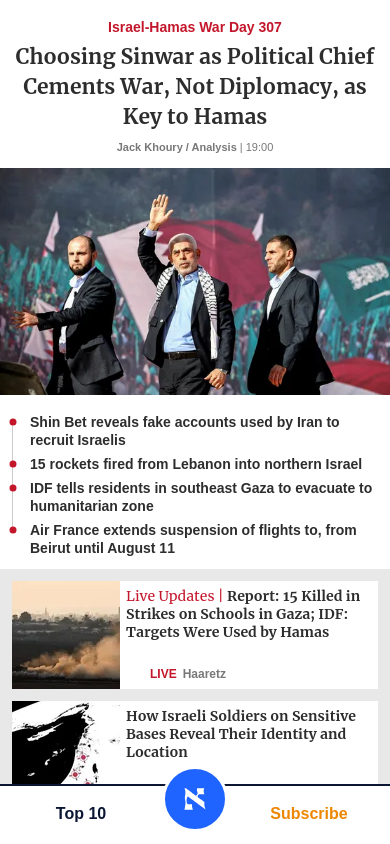 Israel-Hamas War Day 307
Choosing Sinwar as Political Chief
Cements War, Not Diplomacy, as
Key to Hamas
Jack Khoury / Analysis | 19:00
Shin Bet reveals fake accounts used by Iran to
recruit Israelis
15 rockets fired from Lebanon into northern Israel
IDF tells residents in southeast Gaza to evacuate to
humanitarian zone
Air France extends suspension of flights to, from
Beirut until August 11
Live Updates | Report: 15 Killed in
Strikes on Schools in Gaza; IDF:
Targets Were Used by Hamas
LIVE Haaretz
How Israeli Soldiers on Sensitive
Bases Reveal Their Identity and
Location
Top 10
Subscribe